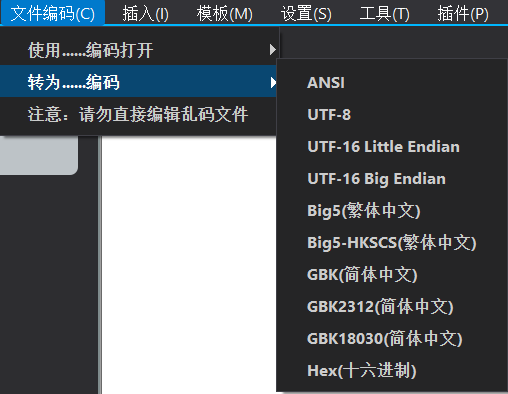 文件编码(C) 插入(I) 模板(M) 设置(S) 工具(T) 插件(P)
使用......编码打开
转为......编码
注意：请勿直接编辑乱码文件
ANSI
UTF-8
UTF-16 Little Endian
UTF-16 Big Endian
Big5(繁体中文)
Big5-HKSCS(繁体中文)
GBK(简体中文)
GBK2312(简体中文)
GBK18030(简体中文)
Hex(十六进制)